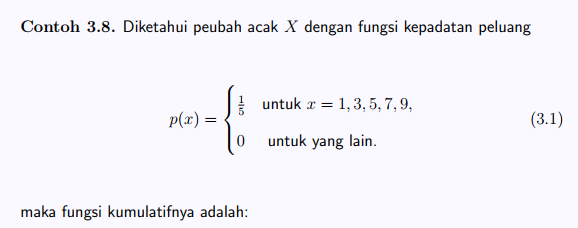 Contoh 3.8. Diketahui peubah acak X dengan fungsi kepadatan peluang
p(x) = { 1/5 untuk x = 1, 3, 5, 7, 9,
0 untuk yang lain. (3.1)
maka fungsi kumulatifnya adalah: